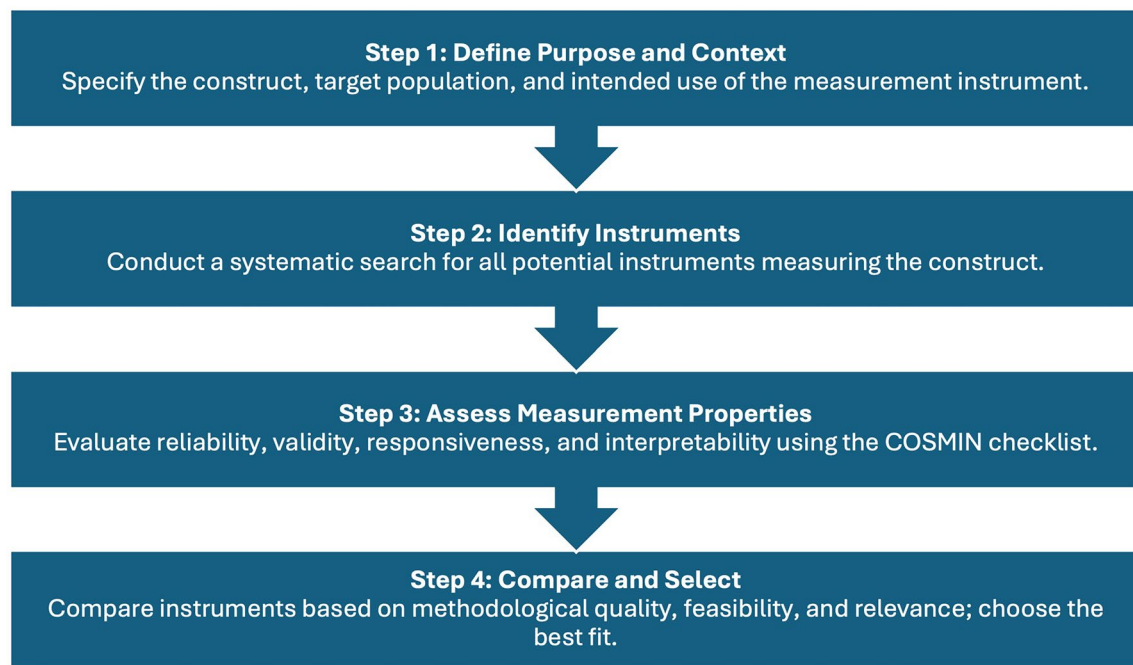 Step 1: Define Purpose and Context
Specify the construct, target population, and intended use of the measurement instrument.
Step 2: Identify Instruments
Conduct a systematic search for all potential instruments measuring the construct.
Step 3: Assess Measurement Properties
Evaluate reliability, validity, responsiveness, and interpretability using the COSMIN checklist.
Step 4: Compare and Select
Compare instruments based on methodological quality, feasibility, and relevance; choose the
best fit.